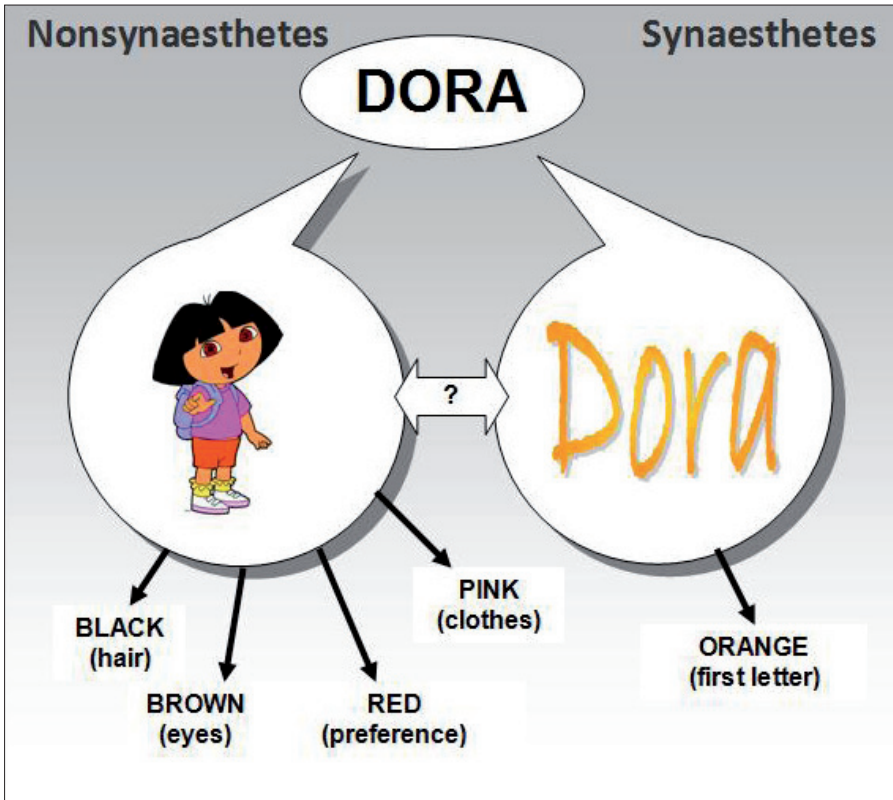 Nonsynaesthetes
Synaesthetes
DORA
Dora
?
BLACK
(hair)
BROWN
(eyes)
RED
(preference)
PINK
(clothes)
ORANGE
(first letter)